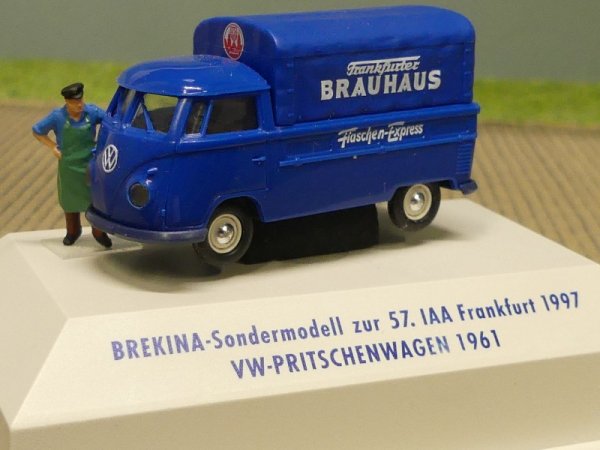 Frankfurter
BRAUHAUS
Flaschen-Express
BREKINA-Sondermodell zur 57. IAA Frankfurt 1997
VW-PRITSCHENWAGEN 1961